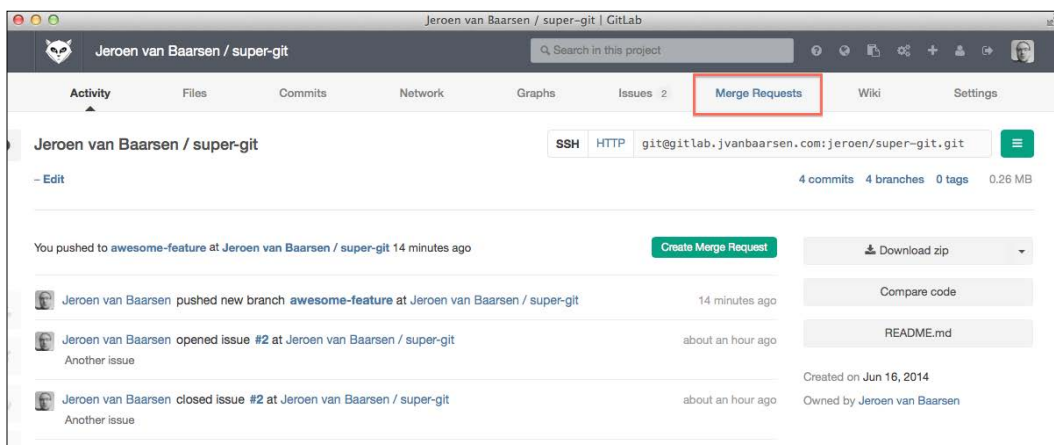 Jeroen van Baarsen / super-git | GitLab
Jeroen van Baarsen / super-git
Search in this project
Activity Files Commits Network Graphs Issues 2 Merge Requests Wiki Settings
Jeroen van Baarsen / super-git
SSH HTTP git@gitlab.jvanbaarsen.com:jeroen/super-git.git
– Edit
4 commits 4 branches 0 tags 0.26 MB
You pushed to awesome-feature at Jeroen van Baarsen / super-git 14 minutes ago
Create Merge Request
Download zip
Jeroen van Baarsen pushed new branch awesome-feature at Jeroen van Baarsen / super-git
14 minutes ago
Compare code
Jeroen van Baarsen opened issue #2 at Jeroen van Baarsen / super-git
about an hour ago
Another issue
README.md
Created on Jun 16, 2014
Jeroen van Baarsen closed issue #2 at Jeroen van Baarsen / super-git
about an hour ago
Another issue
Owned by Jeroen van Baarsen